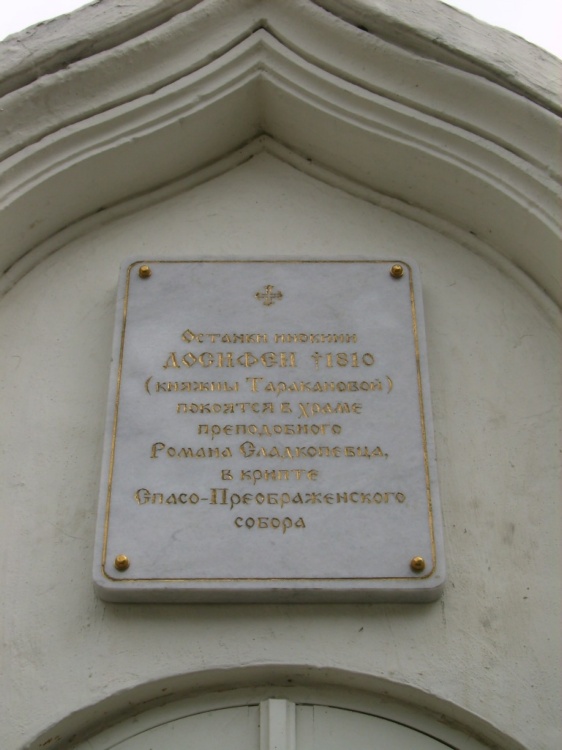 Останки инокини
ДОСИФЕИ †1810
(княжны Таракановой)
покоятся в храме
преподобного
Романа Сладкопевца,
в крипте
Спасо-Преображенского
собора